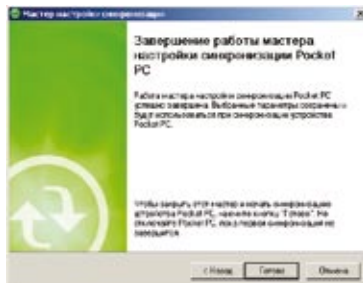 Мастер настройки синхронизации
Завершение работы мастера
настройки синхронизации Pocket
PC
Работа мастера настройки синхронизации Pocket PC
успешно завершена. Выбранные параметры сохранены и
будут использоваться при синхронизации устройства
Pocket PC.
Чтобы закрыть этот мастер и начать синхронизацию
устройства Pocket PC, нажмите кнопку "Готово". Не
отключайте Pocket PC, пока первая синхронизация не
завершится.
< Назад
Готово
Отмена